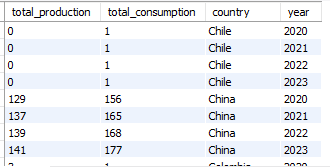 total_production total_consumption country year
0 1 Chile 2020
0 1 Chile 2021
0 1 Chile 2022
0 1 Chile 2023
129 156 China 2020
137 165 China 2021
139 168 China 2022
141 177 China 2023